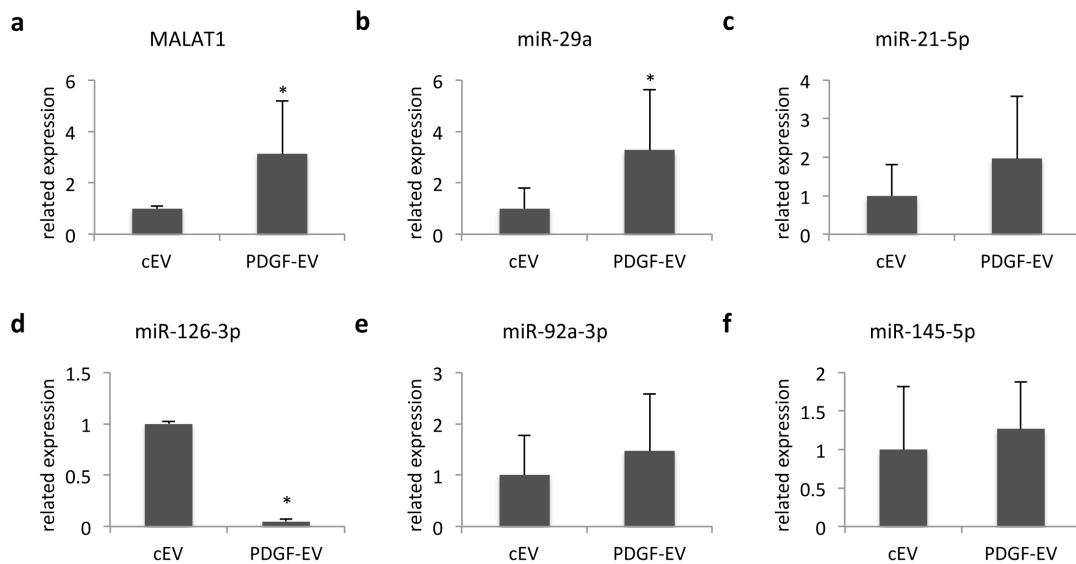 a
MALAT1
related expression
6
4
2
0
*
cEV
PDGF-EV
b
miR-29a
related expression
6
4
2
0
*
cEV
PDGF-EV
c
miR-21-5p
related expression
4
3
2
1
0
cEV
PDGF-EV
d
miR-126-3p
related expression
1.5
1
0.5
0
*
cEV
PDGF-EV
e
miR-92a-3p
related expression
3
2
1
0
cEV
PDGF-EV
f
miR-145-5p
related expression
2
1.5
1
0.5
0
cEV
PDGF-EV